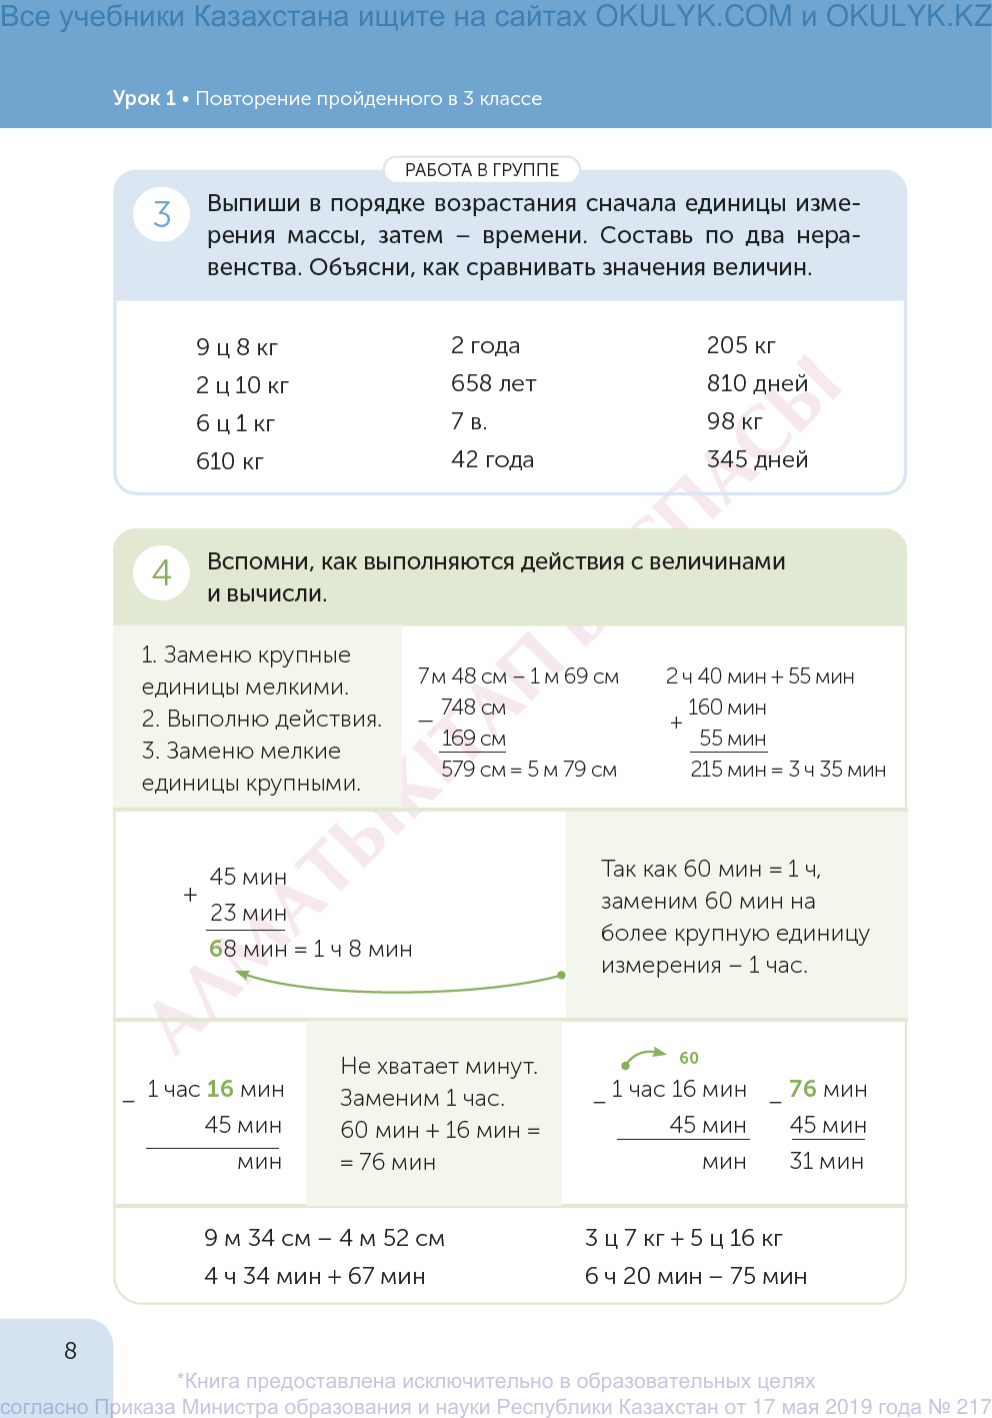 Все учебники Казахстана ищите на сайтах OKULYK.COM и OKULYK.KZ
Урок 1 • Повторение пройденного в 3 классе
РАБОТА В ГРУППЕ
3
Выпиши в порядке возрастания сначала единицы изме-
рения массы, затем – времени. Составь по два нера-
венства. Объясни, как сравнивать значения величин.
9 ц 8 кг
2 ц 10 кг
6 ц 1 кг
610 кг
2 года
658 лет
7 в.
42 года
205 кг
810 дней
98 кг
345 дней
4
Вспомни, как выполняются действия с величинами
и вычисли.
1. Заменю крупные
единицы мелкими.
2. Выполню действия.
3. Заменю мелкие
единицы крупными.
7 м 48 см – 1 м 69 см
– 748 см
169 см
579 см = 5 м 79 см
2 ч 40 мин + 55 мин
+ 160 мин
55 мин
215 мин = 3 ч 35 мин
+ 45 мин
23 мин
68 мин = 1 ч 8 мин
Так как 60 мин = 1 ч,
заменим 60 мин на
более крупную единицу
измерения – 1 час.
– 1 час 16 мин
45 мин
мин
Не хватает минут.
Заменим 1 час.
60 мин + 16 мин =
= 76 мин
60
– 1 час 16 мин
45 мин
мин
– 76 мин
45 мин
31 мин
9 м 34 см – 4 м 52 см
4 ч 34 мин + 67 мин
3 ц 7 кг + 5 ц 16 кг
6 ч 20 мин – 75 мин
АЛМАТЫКІТАП БАСПАСЫ
8
*Книга предоставлена исключительно в образовательных целях
согласно Приказа Министра образования и науки Республики Казахстан от 17 мая 2019 года № 217